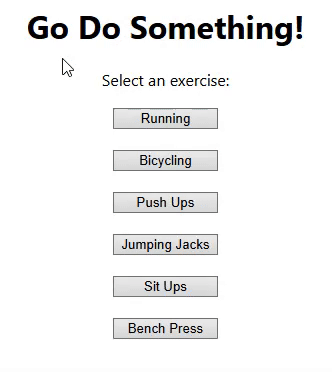 Go Do Something!
Select an exercise:
Running
Bicycling
Push Ups
Jumping Jacks
Sit Ups
Bench Press